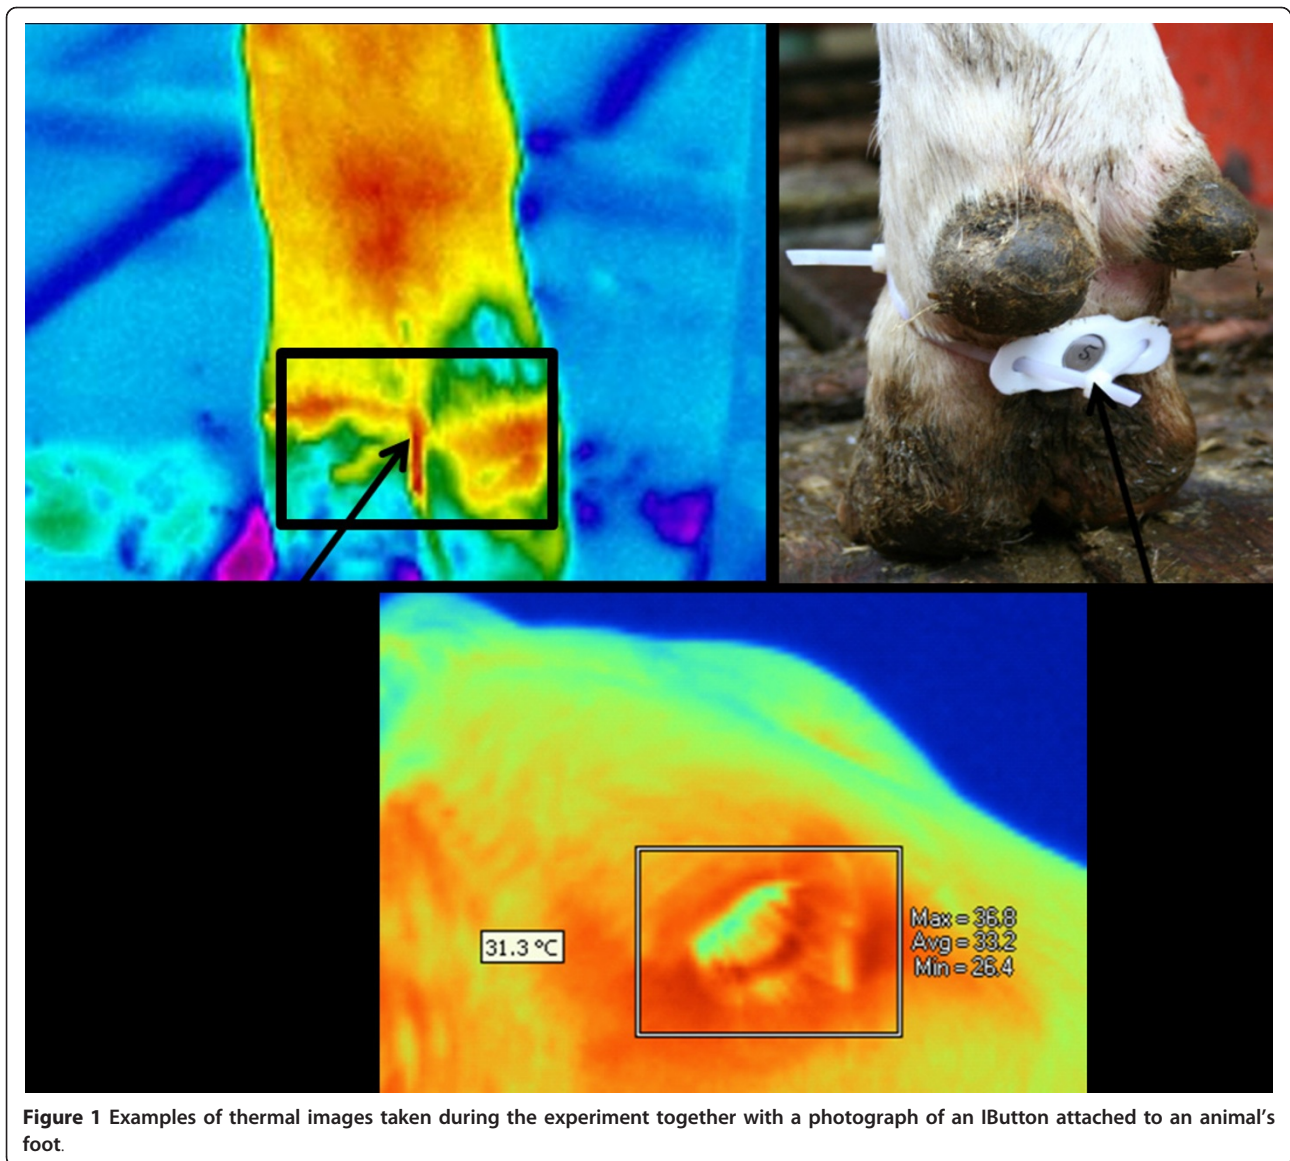 5
31.3 °C
Max = 36.8
Avg = 33.2
Min = 26.4
Figure 1 Examples of thermal images taken during the experiment together with a photograph of an IButton attached to an animal's
foot.